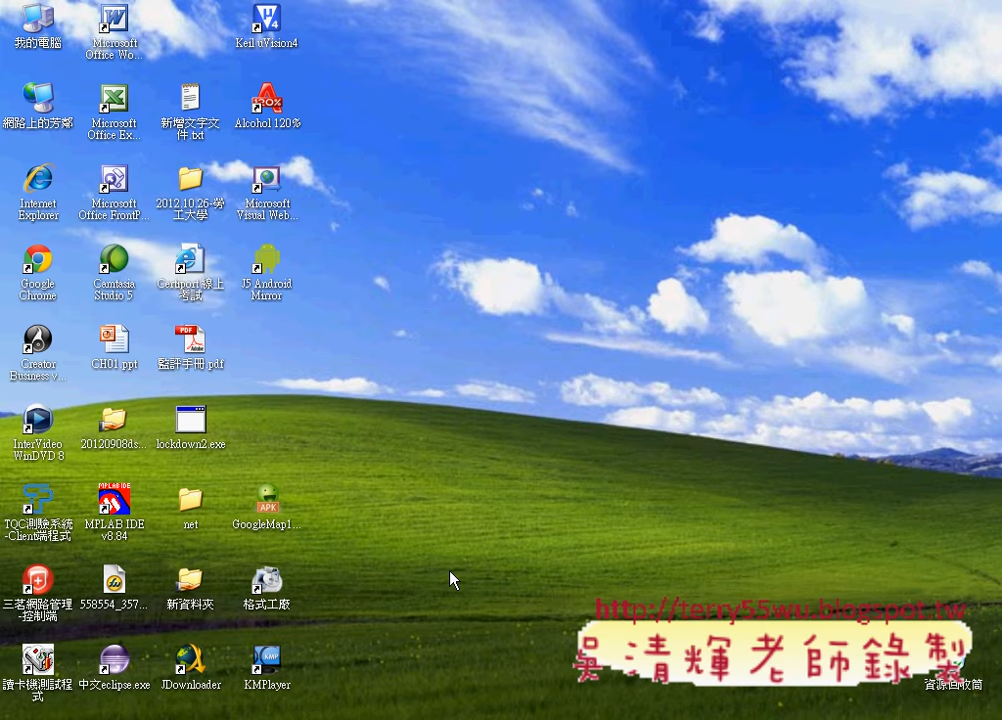 我的電腦
Microsoft
Office Wo...
Keil uVision4
網路上的芳鄰
Microsoft
Office Ex...
新增文字文
件.txt
Alcohol 120%
Internet
Explorer
Microsoft
Office FrontP...
2012.10.26-勞
工大學
Microsoft
Visual Web...
Google
Chrome
Camtasia
Studio 5
Certiport線上
考試
J5 Android
Mirror
Creator
Business v...
CH01.ppt
監評手冊.pdf
InterVideo
WinDVD 8
20120908ds...
lockdown2.exe
TQC測驗系統
-Client端程式
MPLAB IDE
v8.84
net
GoogleMap1...
三茗網路管理
-控制端
558554_357...
新資料夾
格式工廠
讀卡機測試程
式
中文eclipse.exe
JDownloader
KMPlayer
http://terry55wu.blogspot.tw
吳清輝老師錄製
資源回收筒